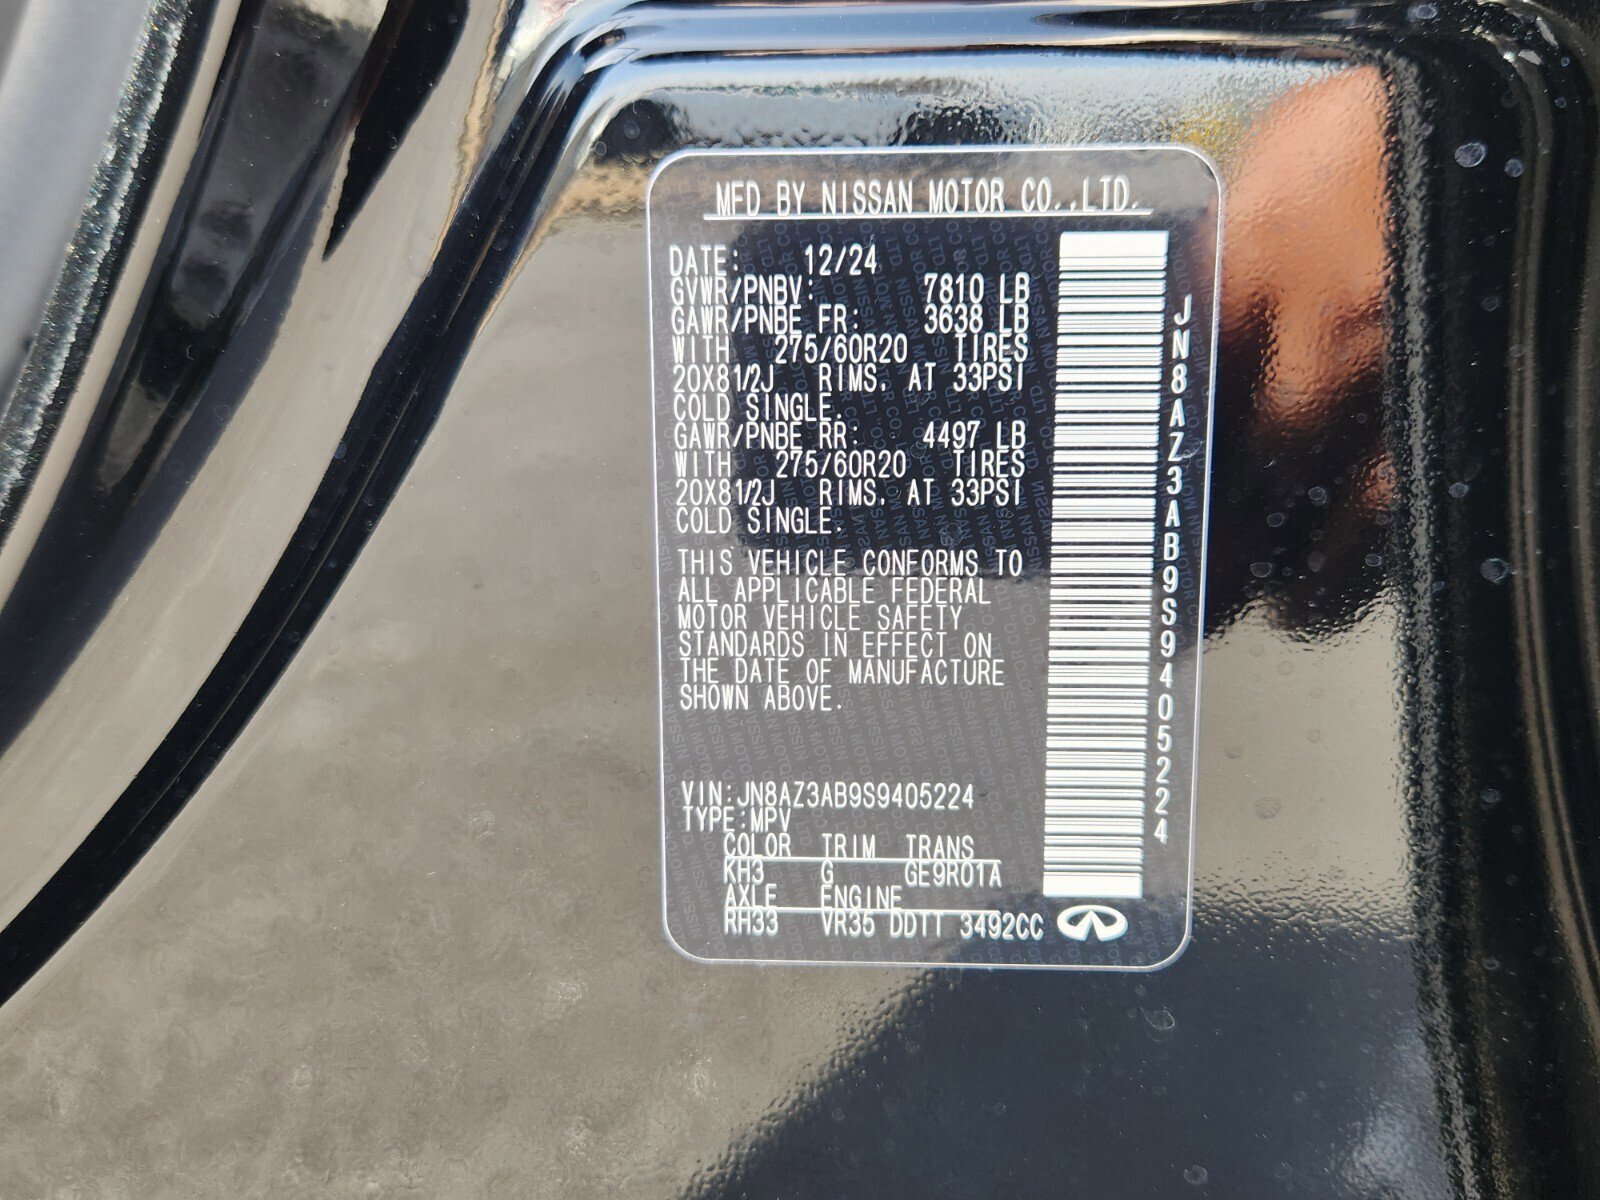 MFD BY NISSAN MOTOR CO.,LTD.
DATE: 12/24
GVWR/PNBV: 7810 LB
GAWR/PNBE FR: 3638 LB
WITH 275/60R20 TIRES
20X81/2J RIMS, AT 33PSI
COLD SINGLE.
GAWR/PNBE RR: 4497 LB
WITH 275/60R20 TIRES
20X81/2J RIMS, AT 33PSI
COLD SINGLE.
THIS VEHICLE CONFORMS TO
ALL APPLICABLE FEDERAL
MOTOR VEHICLE SAFETY
STANDARDS IN EFFECT ON
THE DATE OF MANUFACTURE
SHOWN ABOVE.
VIN:JN8AZ3AB9S9405224
TYPE:MPV
COLOR TRIM TRANS
KH3 G GE9R01A
AXLE ENGINE
RH33 VR35 DDTT 3492CC
JN8AZ3AB9S9405224